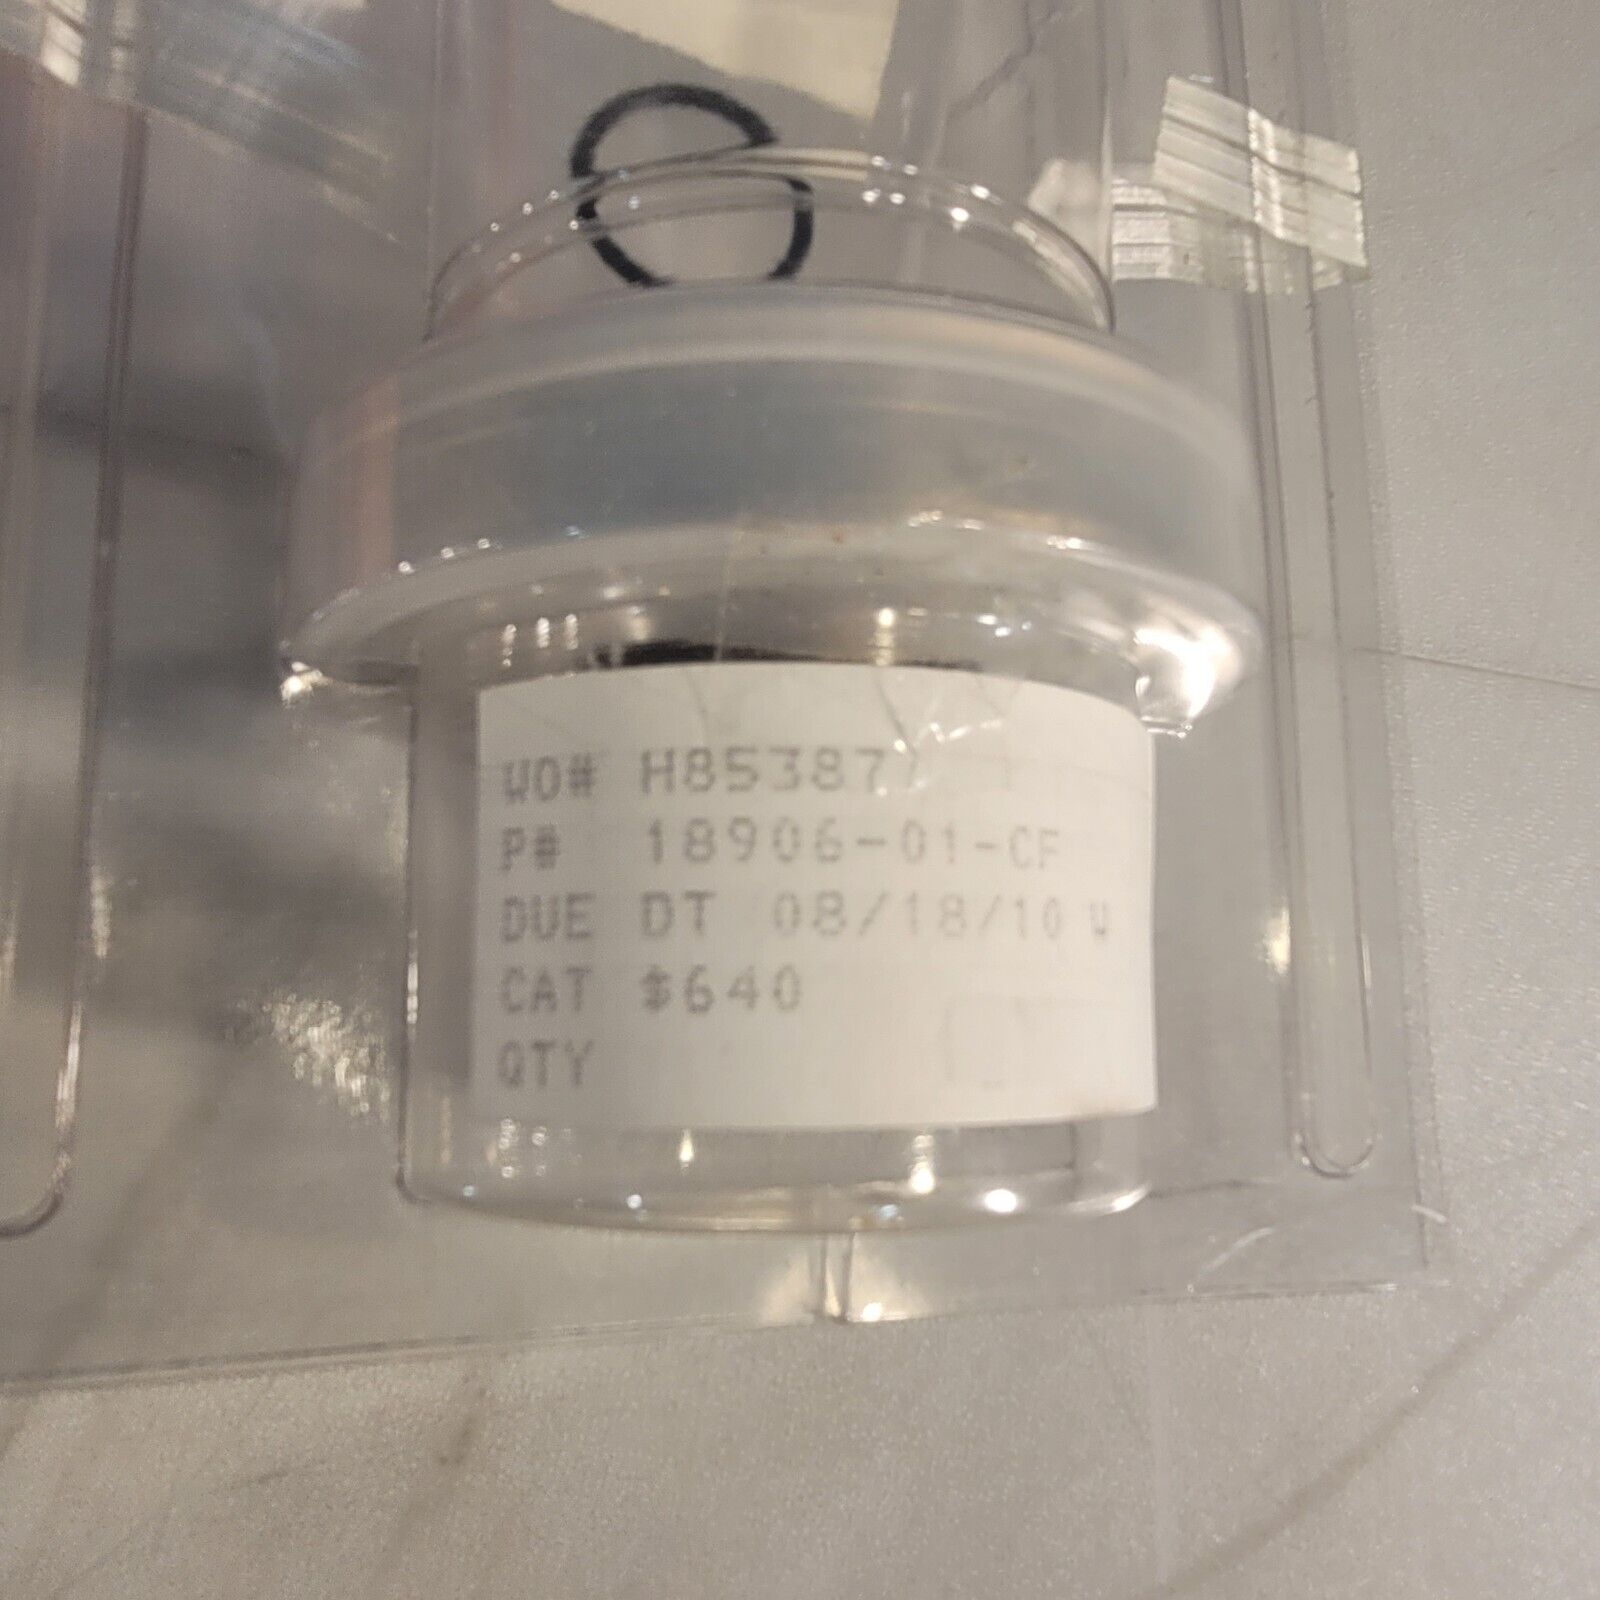 WO# H85387
P# 18906-01-CF
DUE DT 08/18/10 W
CAT $640
QTY